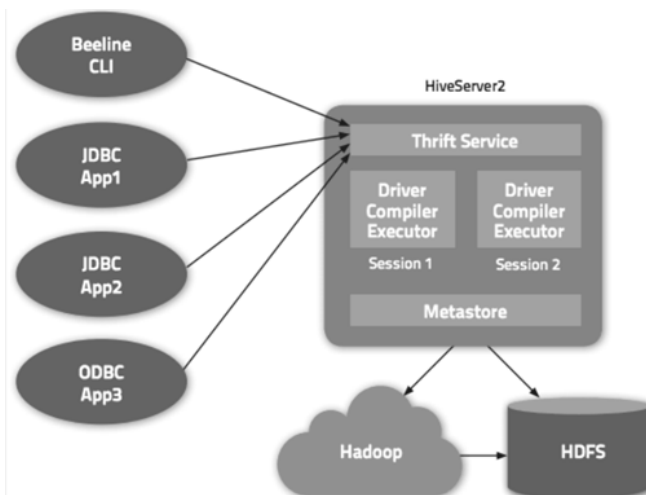 Beeline
CLI
JDBC
App1
JDBC
App2
ODBC
App3
HiveServer2
Thrift Service
Driver
Compiler
Executor
Session 1
Driver
Compiler
Executor
Session 2
Metastore
Hadoop
HDFS